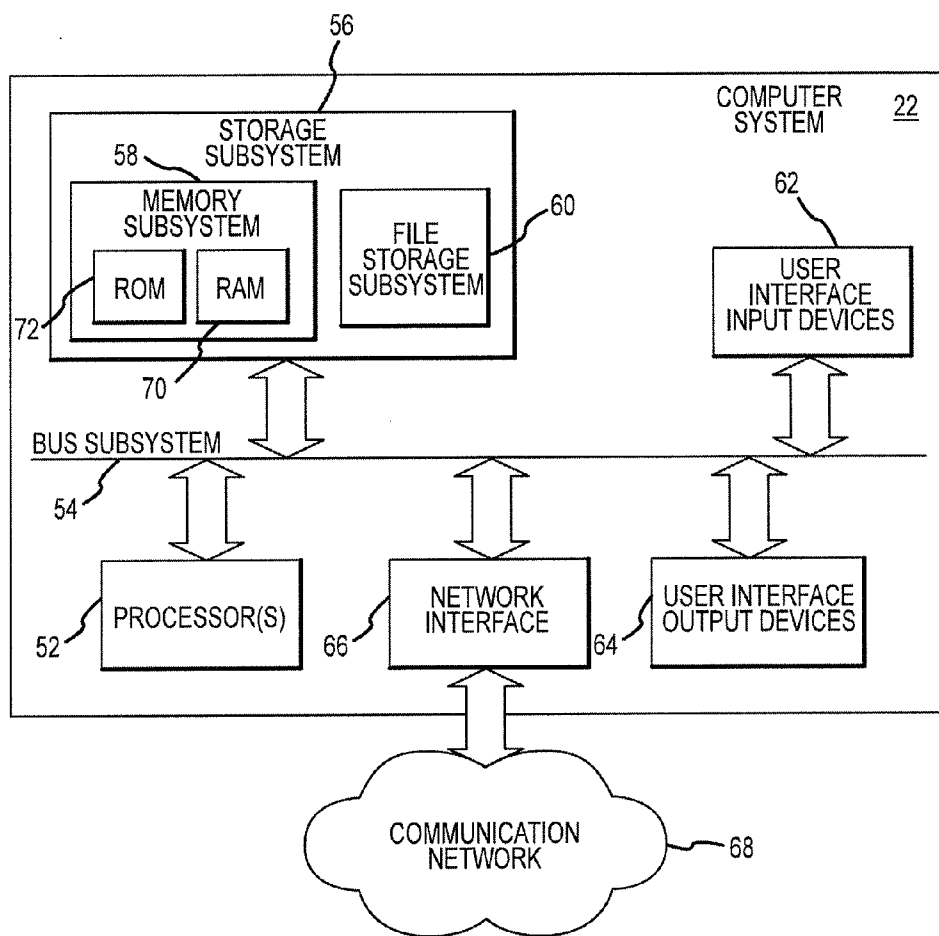 56
COMPUTER
SYSTEM
22
STORAGE
SUBSYSTEM
58
MEMORY
SUBSYSTEM
60
62
FILE
STORAGE
SUBSYSTEM
USER
INTERFACE
INPUT DEVICES
ROM
RAM
72
70
BUS SUBSYSTEM
54
52
PROCESSOR(S)
66
NETWORK
INTERFACE
64
USER INTERFACE
OUTPUT DEVICES
COMMUNICATION
NETWORK
68